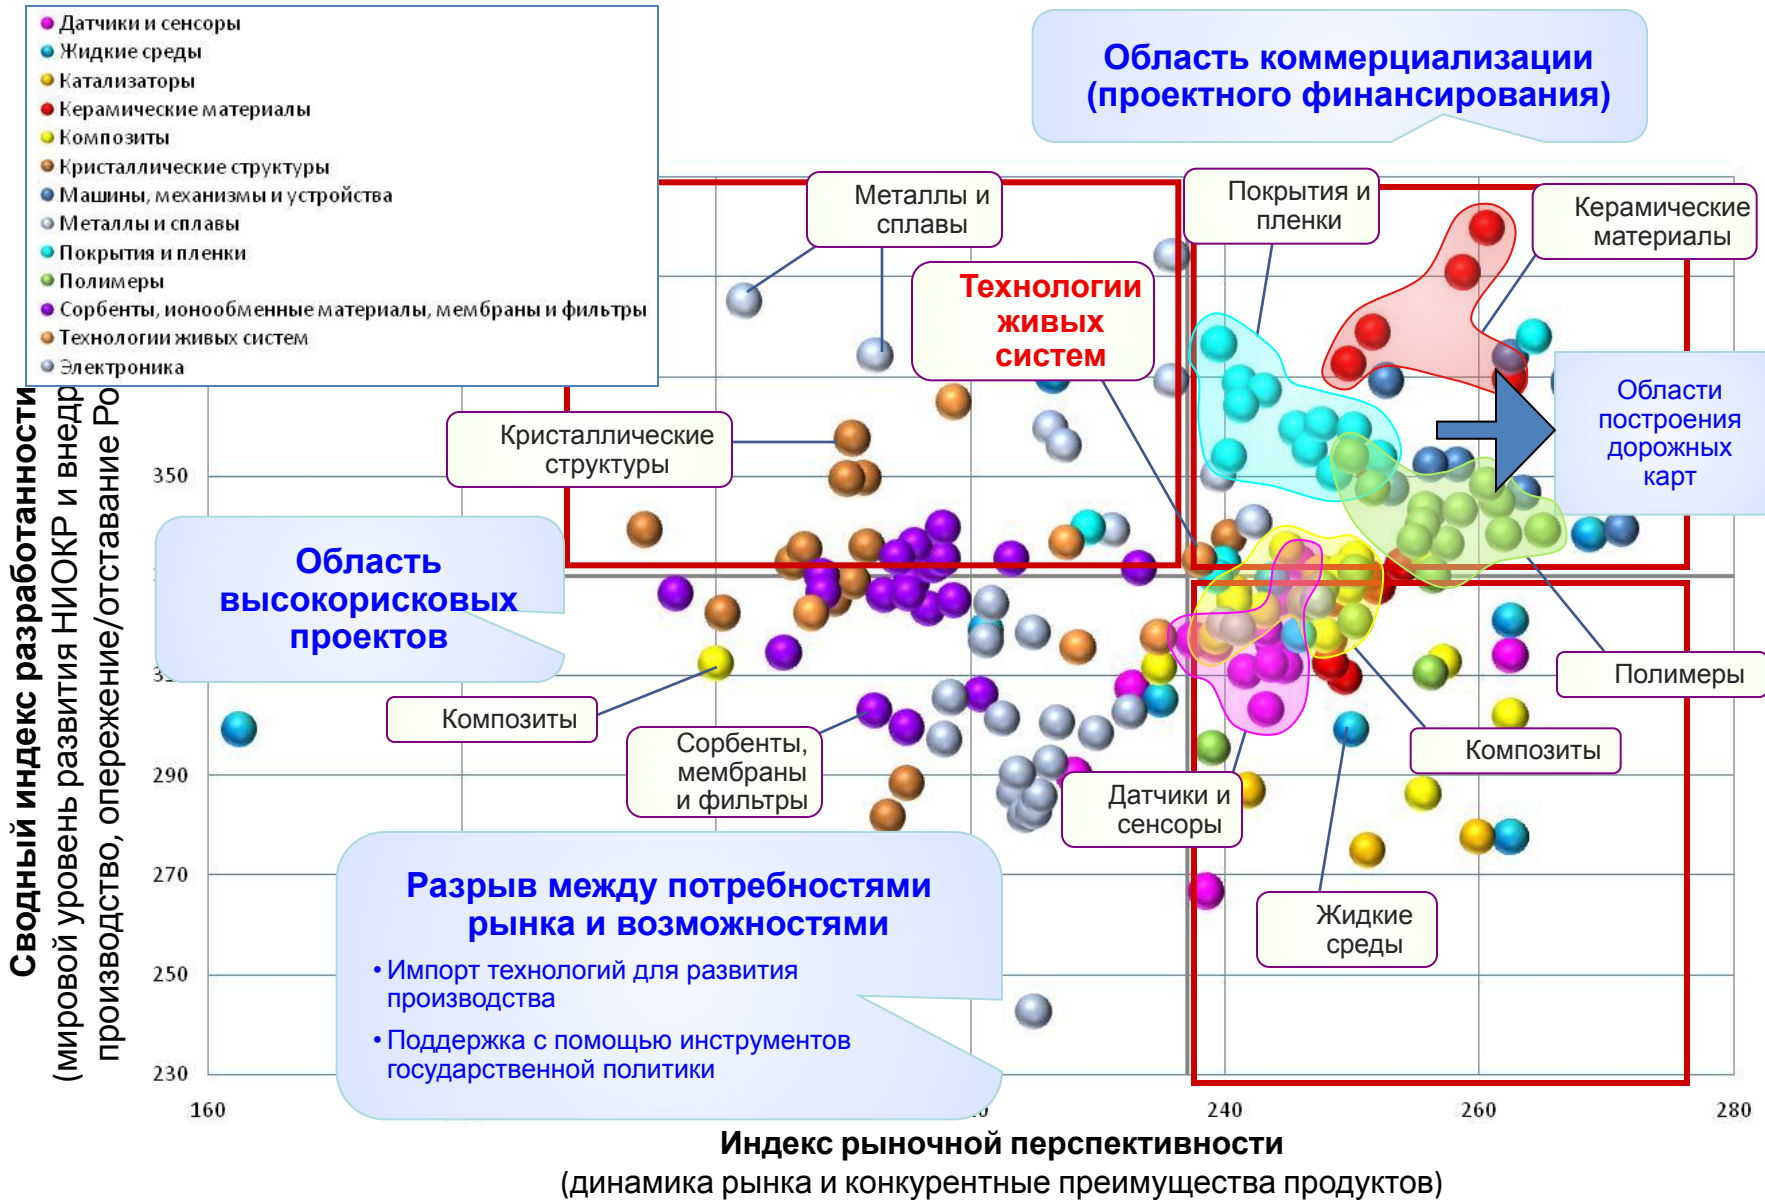 Датчики и сенсоры
Жидкие среды
Катализаторы
Керамические материалы
Композиты
Кристаллические структуры
Машины, механизмы и устройства
Металлы и сплавы
Покрытия и пленки
Полимеры
Сорбенты, ионообменные материалы, мембраны и фильтры
Технологии живых систем
Электроника
Область коммерциализации
(проектного финансирования)
Металлы и
сплавы
Покрытия и
пленки
Керамические
материалы
Технологии
живых
систем
Кристаллические
структуры
Области
построения
дорожных
карт
Область
высокорисковых
проектов
Композиты
Сорбенты,
мембраны
и фильтры
Датчики и
сенсоры
Композиты
Полимеры
Жидкие
среды
Разрыв между потребностями
рынка и возможностями
• Импорт технологий для развития
производства
• Поддержка с помощью инструментов
государственной политики
Сводный индекс разработанности
(мировой уровень развития НИОКР и внедр
производство, опережение/отставание Ро
350
290
270
250
230
160
240
260
280
Индекс рыночной перспективности
(динамика рынка и конкурентные преимущества продуктов)